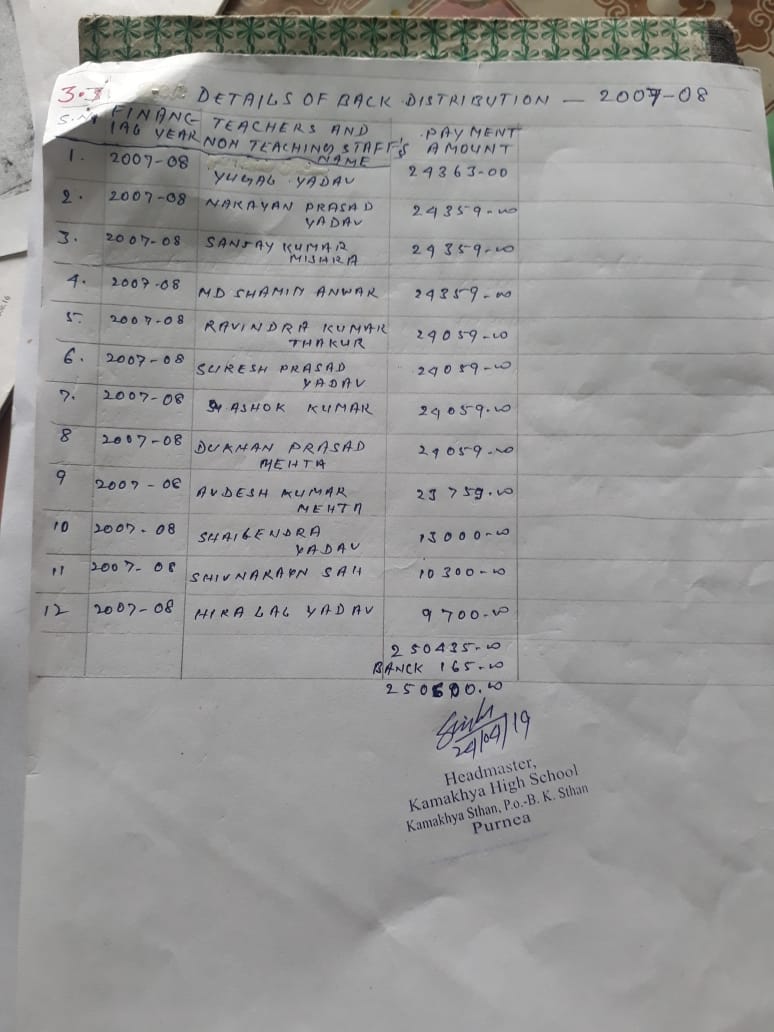 DETAILS OF BACK DISTRIBUTION — 2007-08
S.N. FINANC-IAL YEAR TEACHERS AND NON TEACHING STAFF'S NAME PAYMENT AMOUNT
1. 2007-08 YUGAL YADAV 24363-00
2. 2007-08 NARAYAN PRASAD YADAV 24359-00
3. 2007-08 SANJAY KUMAR MISHRA 24359-00
4. 2007-08 MD SHAMIM ANWAR 24359-00
5. 2007-08 RAVINDRA KUMAR THAKUR 24059-00
6. 2007-08 SURESH PRASAD YADAV 24059-00
7. 2007-08 ASHOK KUMAR 24059-00
8 2007-08 DUKHAN PRASAD MEHTA 24059-00
9 2007-08 AVDESH KUMAR MEHTA 23759-00
10 2007-08 SHAILENDRA YADAV 13000-00
11 2007-08 SHIVNARAYN SAH 10300-00
12 2007-08 HIRA LAL YADAV 9700-00
250435-00
BANCK 165-00
250600.00
24/04/19
Headmaster,
Kamakhya High School
Kamakhya Sthan, P.o.-B. K. Sthan
Purnea